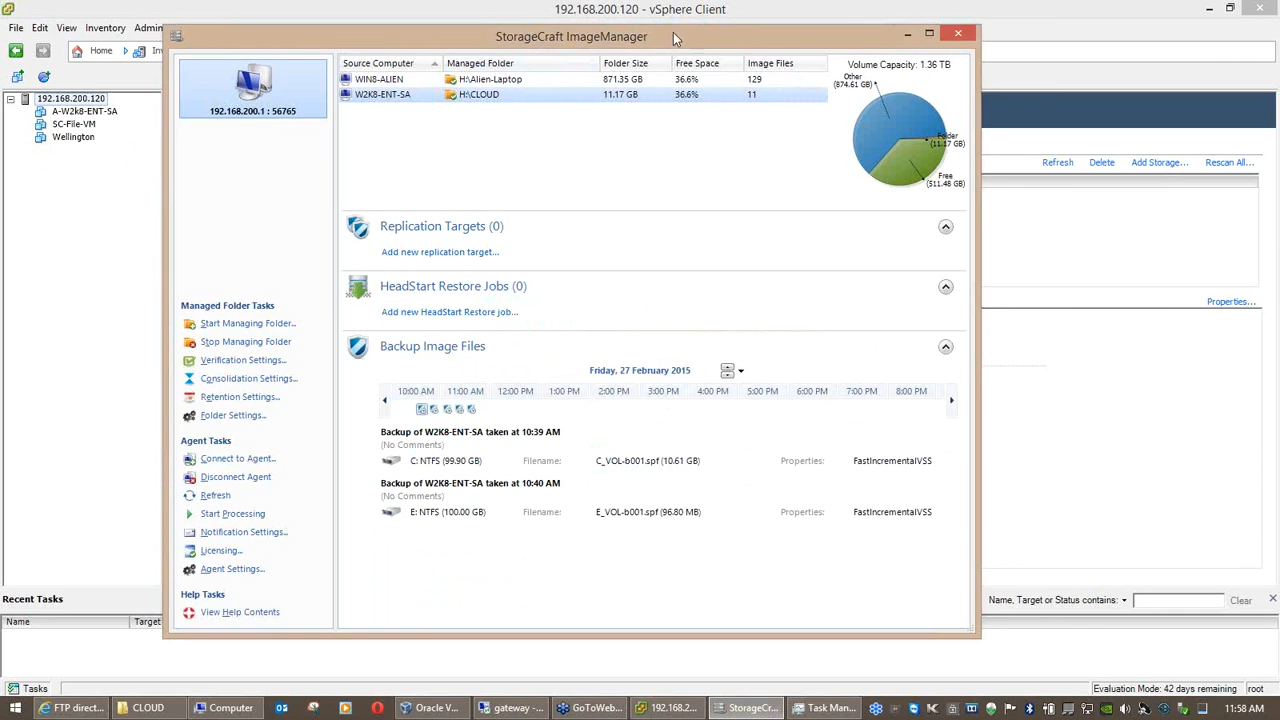 192.168.200.120 - vSphere Client
File Edit View Inventory Admin
StorageCraft ImageManager
Home Inv
192.168.200.120
A-W2k8-ENT-SA
SC-File-VM
Wellington
192.168.200.1 : 56765
Source Computer Managed Folder Folder Size Free Space Image Files
WIN8-ALIEN H:\Alien-Laptop 871.35 GB 36.6% 129
W2K8-ENT-SA H:\CLOUD 11.17 GB 36.6% 11
Volume Capacity: 1.36 TB
Other
(874.61 GB)
Folder
(11.17 GB)
Free
(511.48 GB)
Refresh Delete Add Storage... Rescan All...
Properties...
Replication Targets (0)
Add new replication target...
HeadStart Restore Jobs (0)
Add new HeadStart Restore job...
Backup Image Files
Friday, 27 February 2015
10:00 AM 11:00 AM 12:00 PM 1:00 PM 2:00 PM 3:00 PM 4:00 PM 5:00 PM 6:00 PM 7:00 PM 8:00 PM
Backup of W2K8-ENT-SA taken at 10:39 AM
(No Comments)
C: NTFS (99.90 GB) Filename: C_VOL-b001.spf (10.61 GB) Properties: FastIncrementalVSS
Backup of W2K8-ENT-SA taken at 10:40 AM
(No Comments)
E: NTFS (100.00 GB) Filename: E_VOL-b001.spf (96.80 MB) Properties: FastIncrementalVSS
Managed Folder Tasks
Start Managing Folder...
Stop Managing Folder
Verification Settings...
Consolidation Settings...
Retention Settings...
Folder Settings...
Agent Tasks
Connect to Agent...
Disconnect Agent
Refresh
Start Processing
Notification Settings...
Licensing...
Agent Settings...
Help Tasks
View Help Contents
Recent Tasks
Name, Target or Status contains: Clear
Name Target
Tasks
Evaluation Mode: 42 days remaining root
FTP direct... CLOUD Computer Oracle V... gateway -... GoToWeb... 192.168.2... StorageCr... Task Man... 11:58 AM